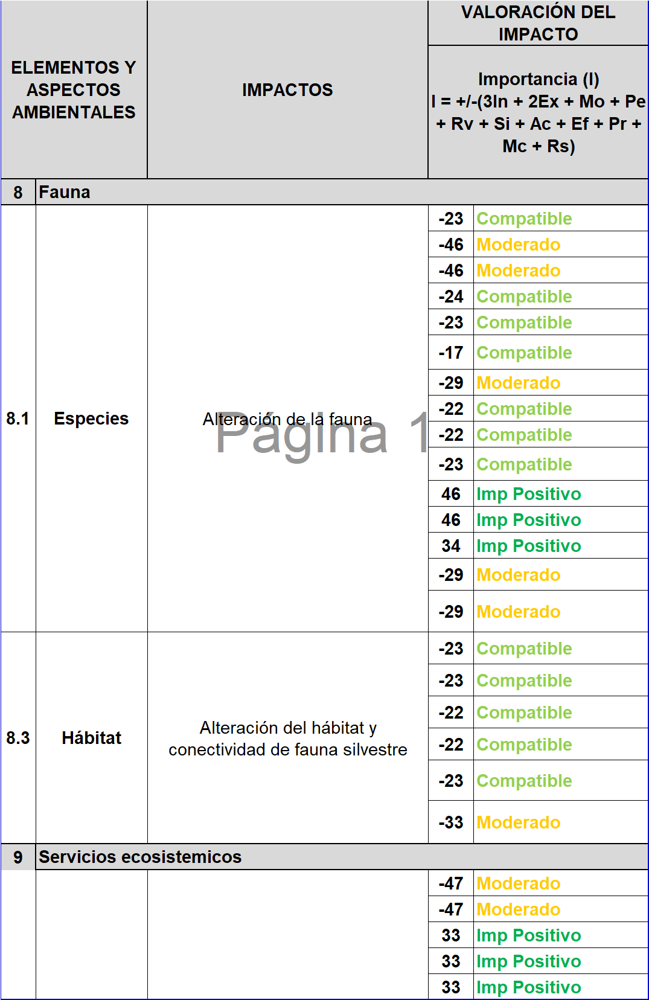 ELEMENTOS Y
ASPECTOS
AMBIENTALES
IMPACTOS
VALORACIÓN DEL
IMPACTO
Importancia (I)
I = +/-(3In + 2Ex + Mo + Pe
+ Rv + Si + Ac + Ef + Pr +
Mc + Rs)
8 Fauna
8.1 Especies
Alteración de la fauna
Página 1
-23 Compatible
-46 Moderado
-46 Moderado
-24 Compatible
-23 Compatible
-17 Compatible
-29 Moderado
-22 Compatible
-22 Compatible
-23 Compatible
46 Imp Positivo
46 Imp Positivo
34 Imp Positivo
-29 Moderado
-29 Moderado
8.3 Hábitat
Alteración del hábitat y
conectividad de fauna silvestre
-23 Compatible
-23 Compatible
-22 Compatible
-22 Compatible
-23 Compatible
-33 Moderado
9 Servicios ecosistemicos
-47 Moderado
-47 Moderado
33 Imp Positivo
33 Imp Positivo
33 Imp Positivo